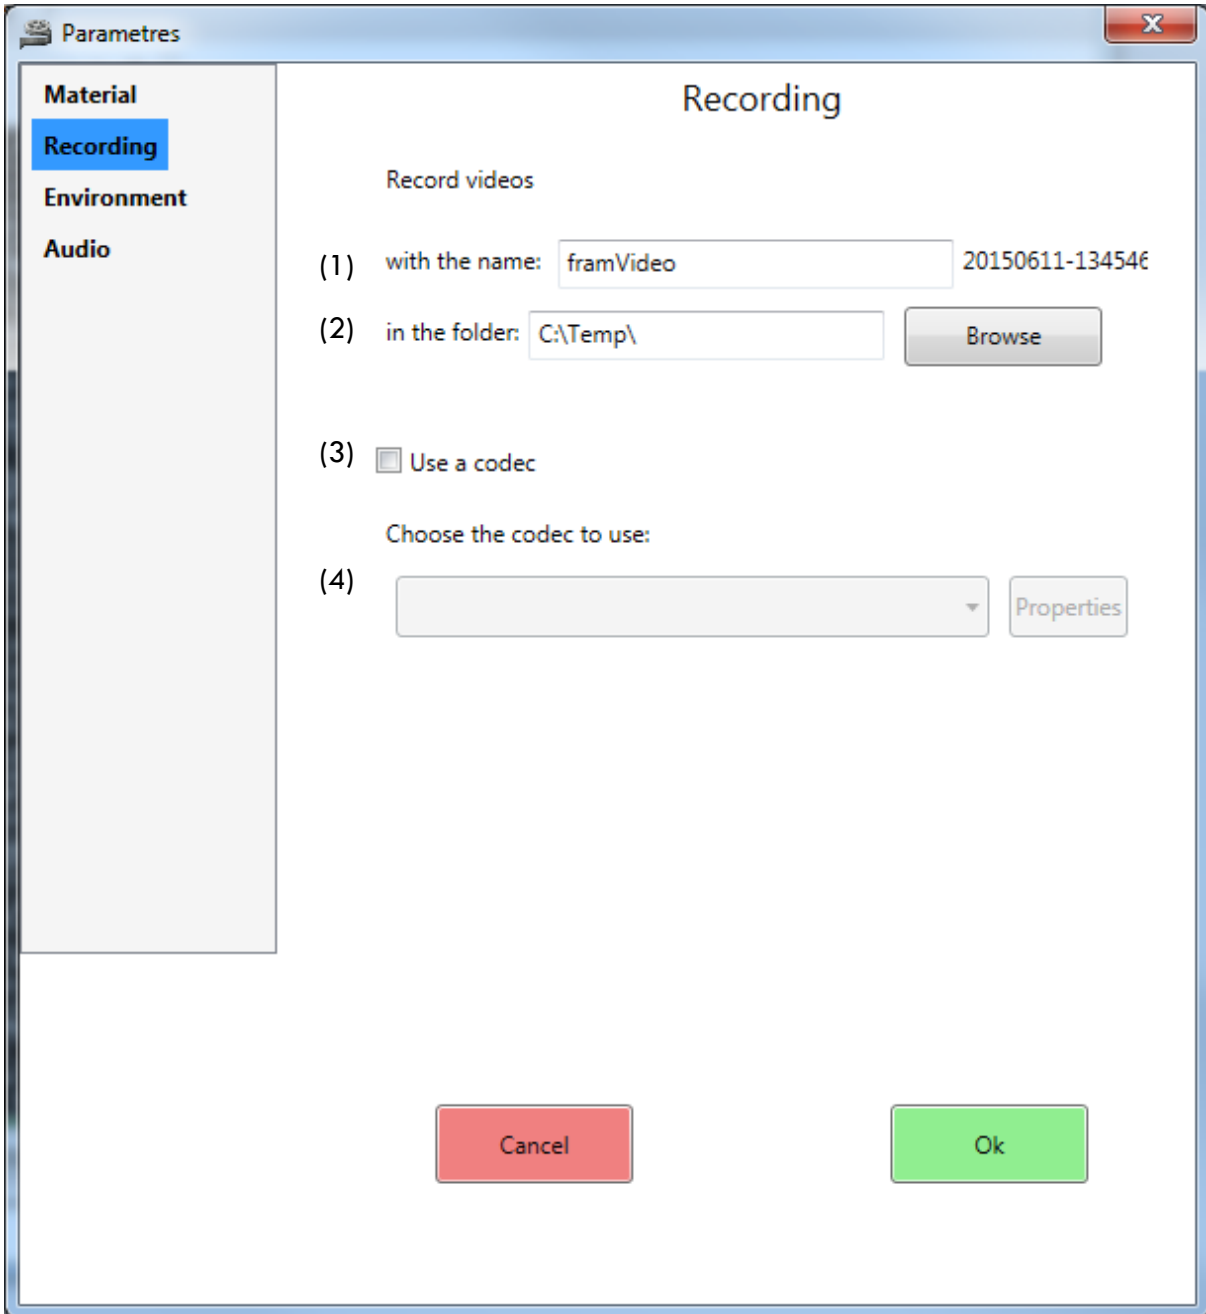 Parametres
Material
Recording
Environment
Audio
Recording
Record videos
(1) with the name: framVideo 20150611-134546
(2) in the folder: C:\Temp\ Browse
(3) Use a codec
Choose the codec to use:
(4) Properties
Cancel Ok